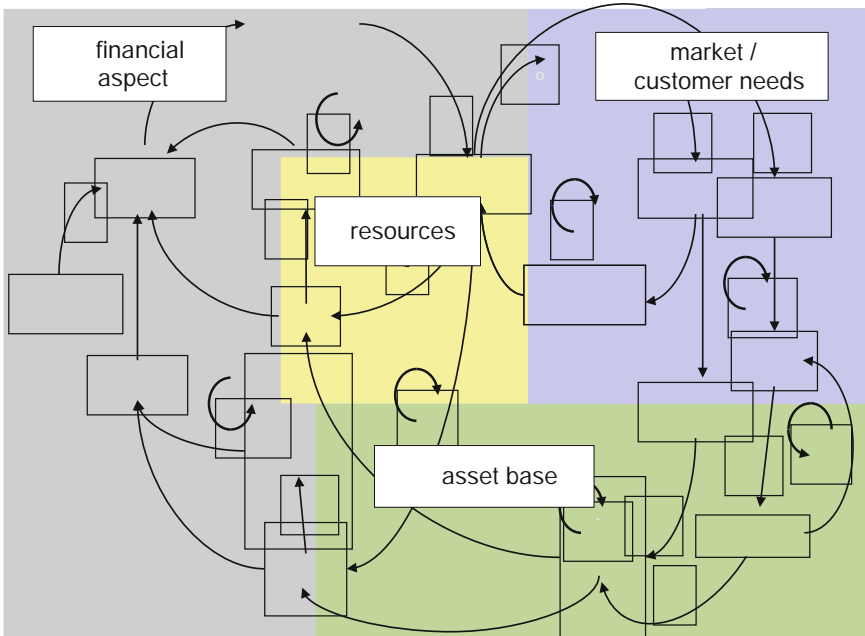 financial
aspect
market /
customer needs
resources
asset base